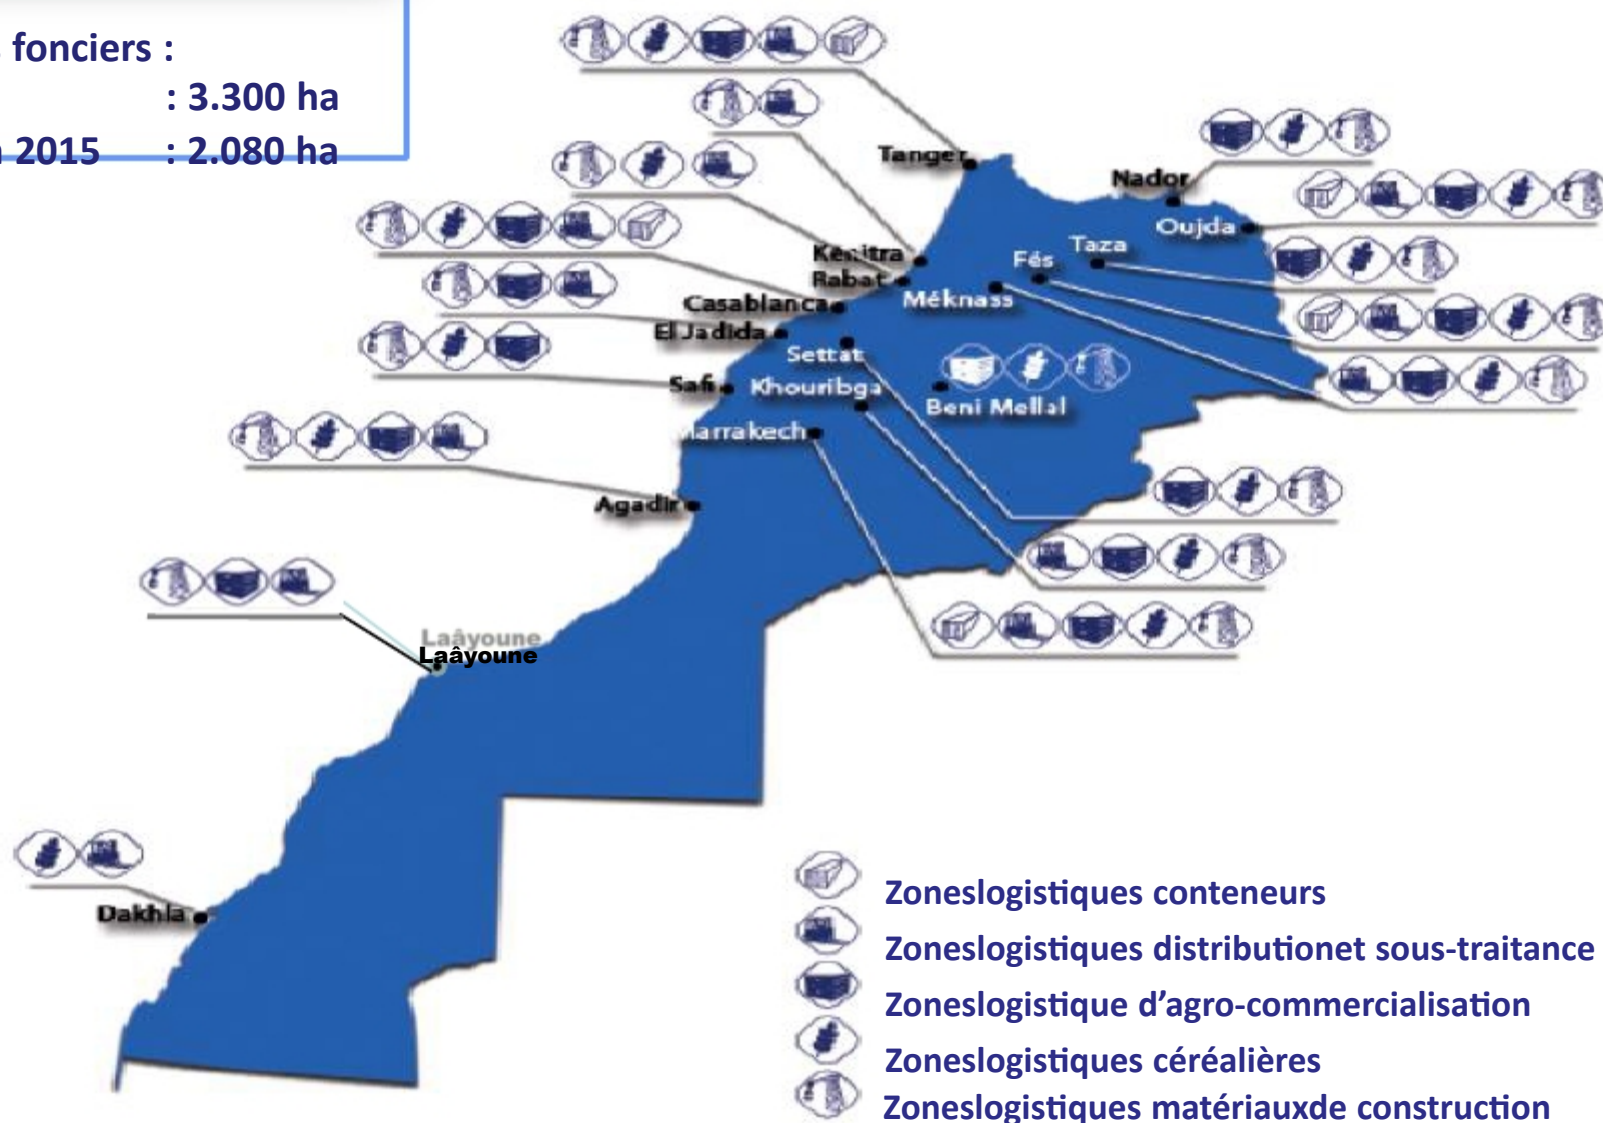 fonciers :
: 3.300 ha
2015 : 2.080 ha
Tanger
Nador
Oujda
Taza
Fés
Kénitra
Rabat
Méknass
Casablanca
El Jadida
Settat
Safi
Khouribga
Beni Mellal
Marrakech
Agadir
Laâyoune
Laâyoune
Dakhla
Zoneslogistiques conteneurs
Zoneslogistiques distributionet sous-traitance
Zoneslogistique d’agro-commercialisation
Zoneslogistiques céréalières
Zoneslogistiques matériauxde construction